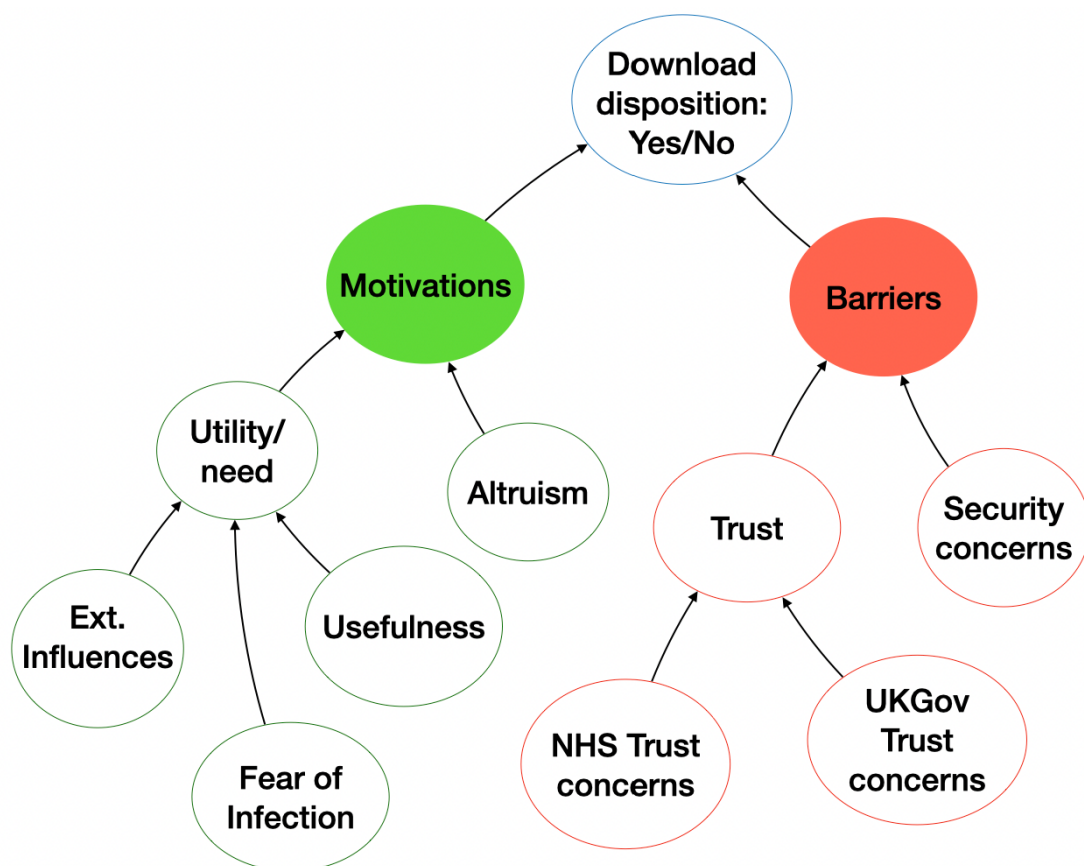 Download
disposition:
Yes/No
Motivations
Barriers
Utility/
need
Altruism
Trust
Security
concerns
Ext.
Influences
Usefulness
Fear of
Infection
NHS Trust
concerns
UKGov
Trust
concerns